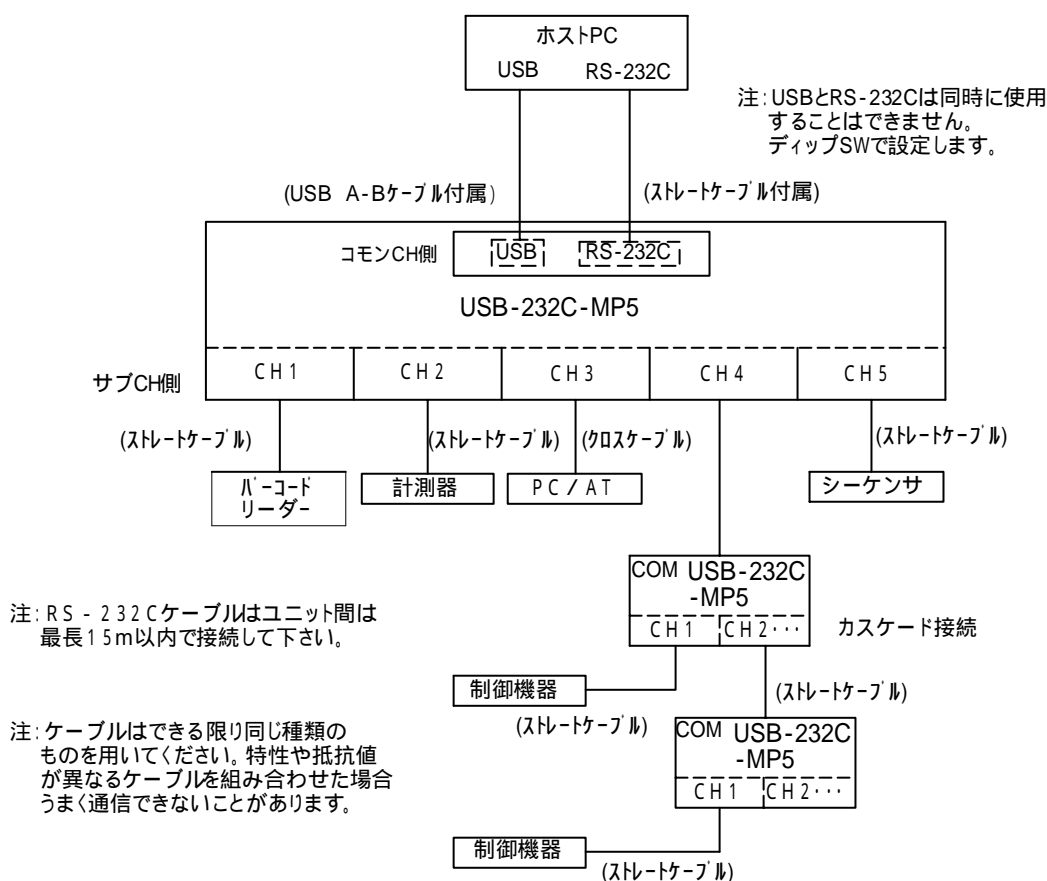 ホストPC
USB RS-232C
注:USBとRS-232Cは同時に使用
することはできません。
ディップSWで設定します。
(USB A-Bｹｰﾌﾞﾙ付属)
(ｽﾄﾚｰﾄｹｰﾌﾞﾙ付属)
コモンCH側
USB RS-232C
USB-232C-MP5
サブCH側
CH1 CH2 CH3 CH4 CH5
(ｽﾄﾚｰﾄｹｰﾌﾞﾙ)
(ｽﾄﾚｰﾄｹｰﾌﾞﾙ)
(ｸﾛｽｹｰﾌﾞﾙ)
(ｽﾄﾚｰﾄｹｰﾌﾞﾙ)
ﾊﾞｰｺｰﾄﾞ
リーダー
計測器
PC/AT
シーケンサ
COM USB-232C
-MP5
CH1 CH2･･･
カスケード接続
注:RS-232Cケーブルはユニット間は
最長15m以内で接続して下さい。
制御機器
(ｽﾄﾚｰﾄｹｰﾌﾞﾙ)
(ｽﾄﾚｰﾄｹｰﾌﾞﾙ)
注:ケーブルはできる限り同じ種類の
ものを用いてください。特性や抵抗値
が異なるケーブルを組み合わせた場合
うまく通信できないことがあります。
COM USB-232C
-MP5
CH1 CH2･･･
制御機器
(ｽﾄﾚｰﾄｹｰﾌﾞﾙ)